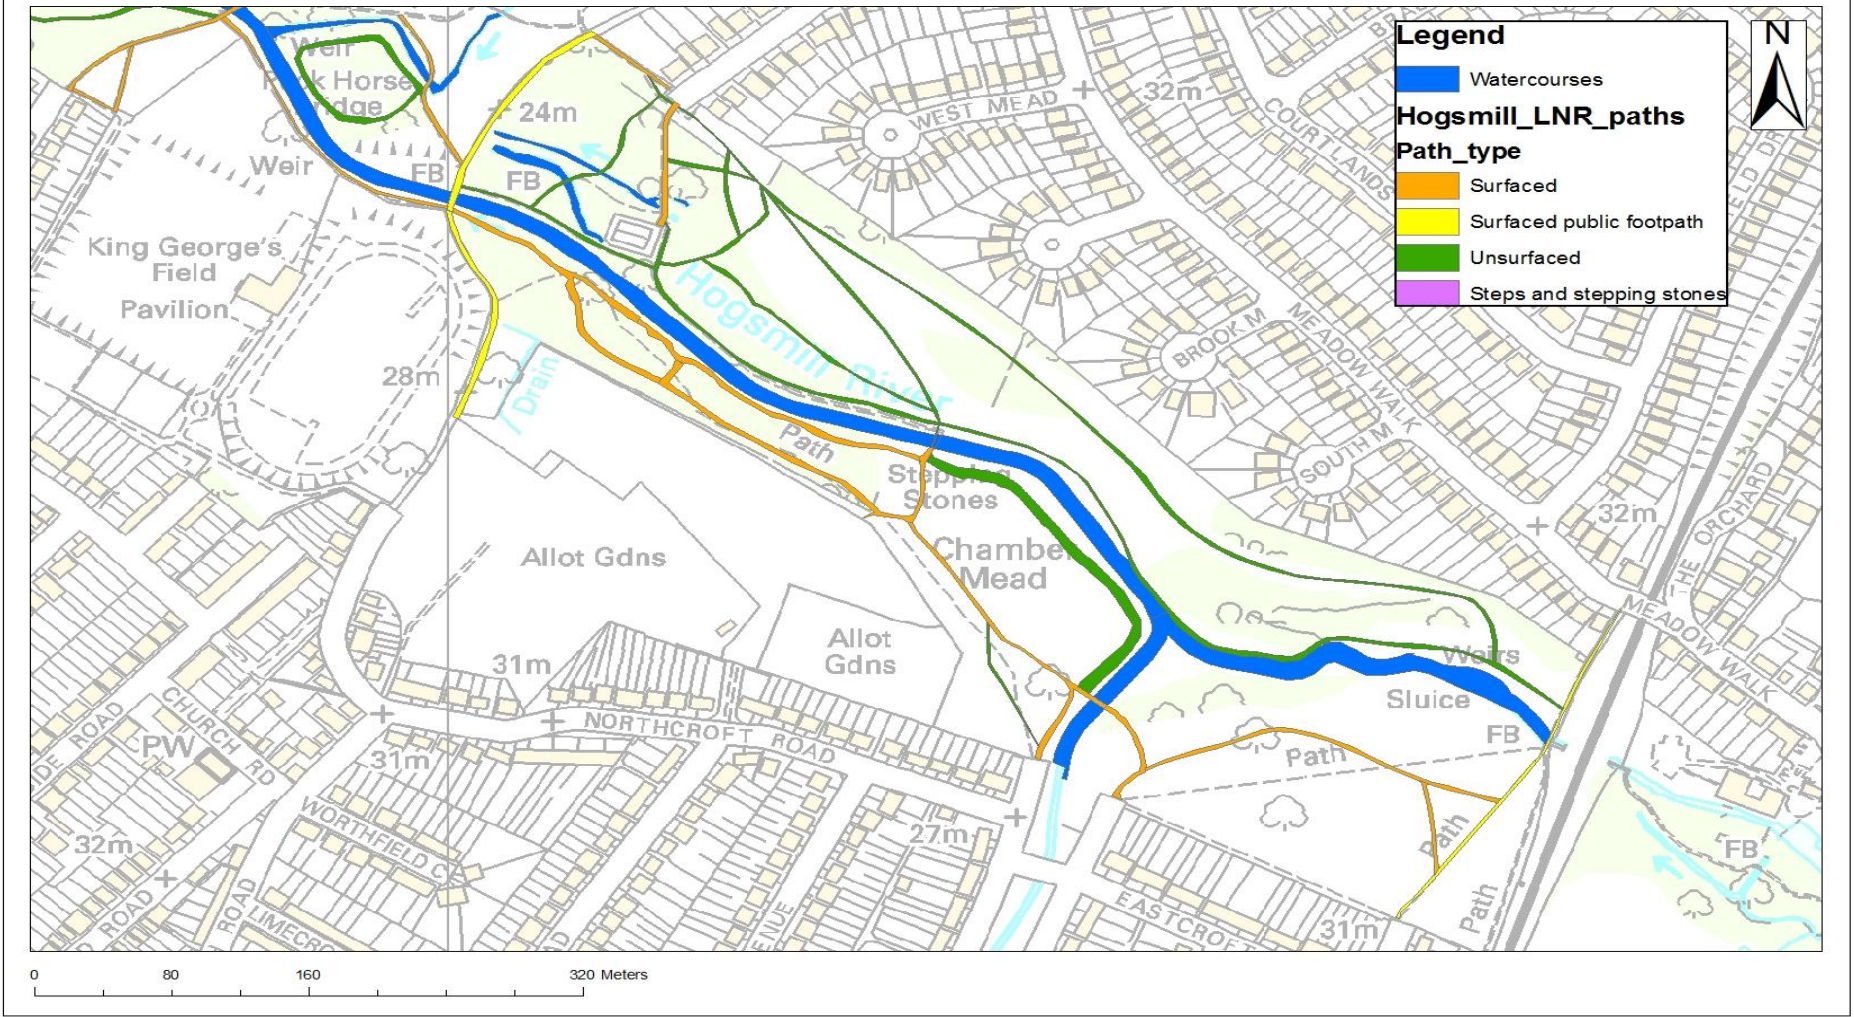 Legend
N
Watercourses
Hogsmill_LNR_paths
Path_type
Surfaced
Surfaced public footpath
Unsurfaced
Steps and stepping stones
Weir
24m
WEST MEAD
32m
COURTLANDS
Weir
FB
FB
King George's
Field
Pavilion
Hogsmill River
28m
Drain
BROOK M
MEADOW WALK
SOUTH M
Path
Stepping
Stones
32m
THE ORCHARD
Allot Gdns
Chamber
Mead
MEADOW WALK
Allot
Gdns
31m
Weirs
Sluice
FB
CHURCH
RD
NORTHCROFT ROAD
PW
31m
Path
WORTHFIELD C
27m
32m
Path
FB
ROAD
ROAD
EASTCROFT
31m
Path
0 80 160 320 Meters